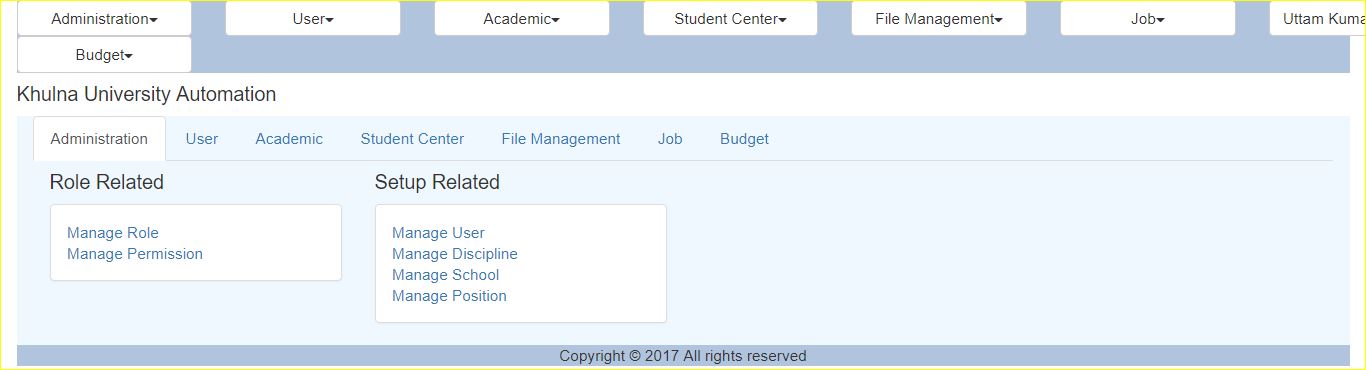 Administration User Academic Student Center File Management Job Uttam
Budget
Khulna University Automation
Administration User Academic Student Center File Management Job Budget
Role Related Setup Related
Manage Role Manage User
Manage Permission Manage Discipline
Manage School
Manage Position
Copyright © 2017 All rights reserved